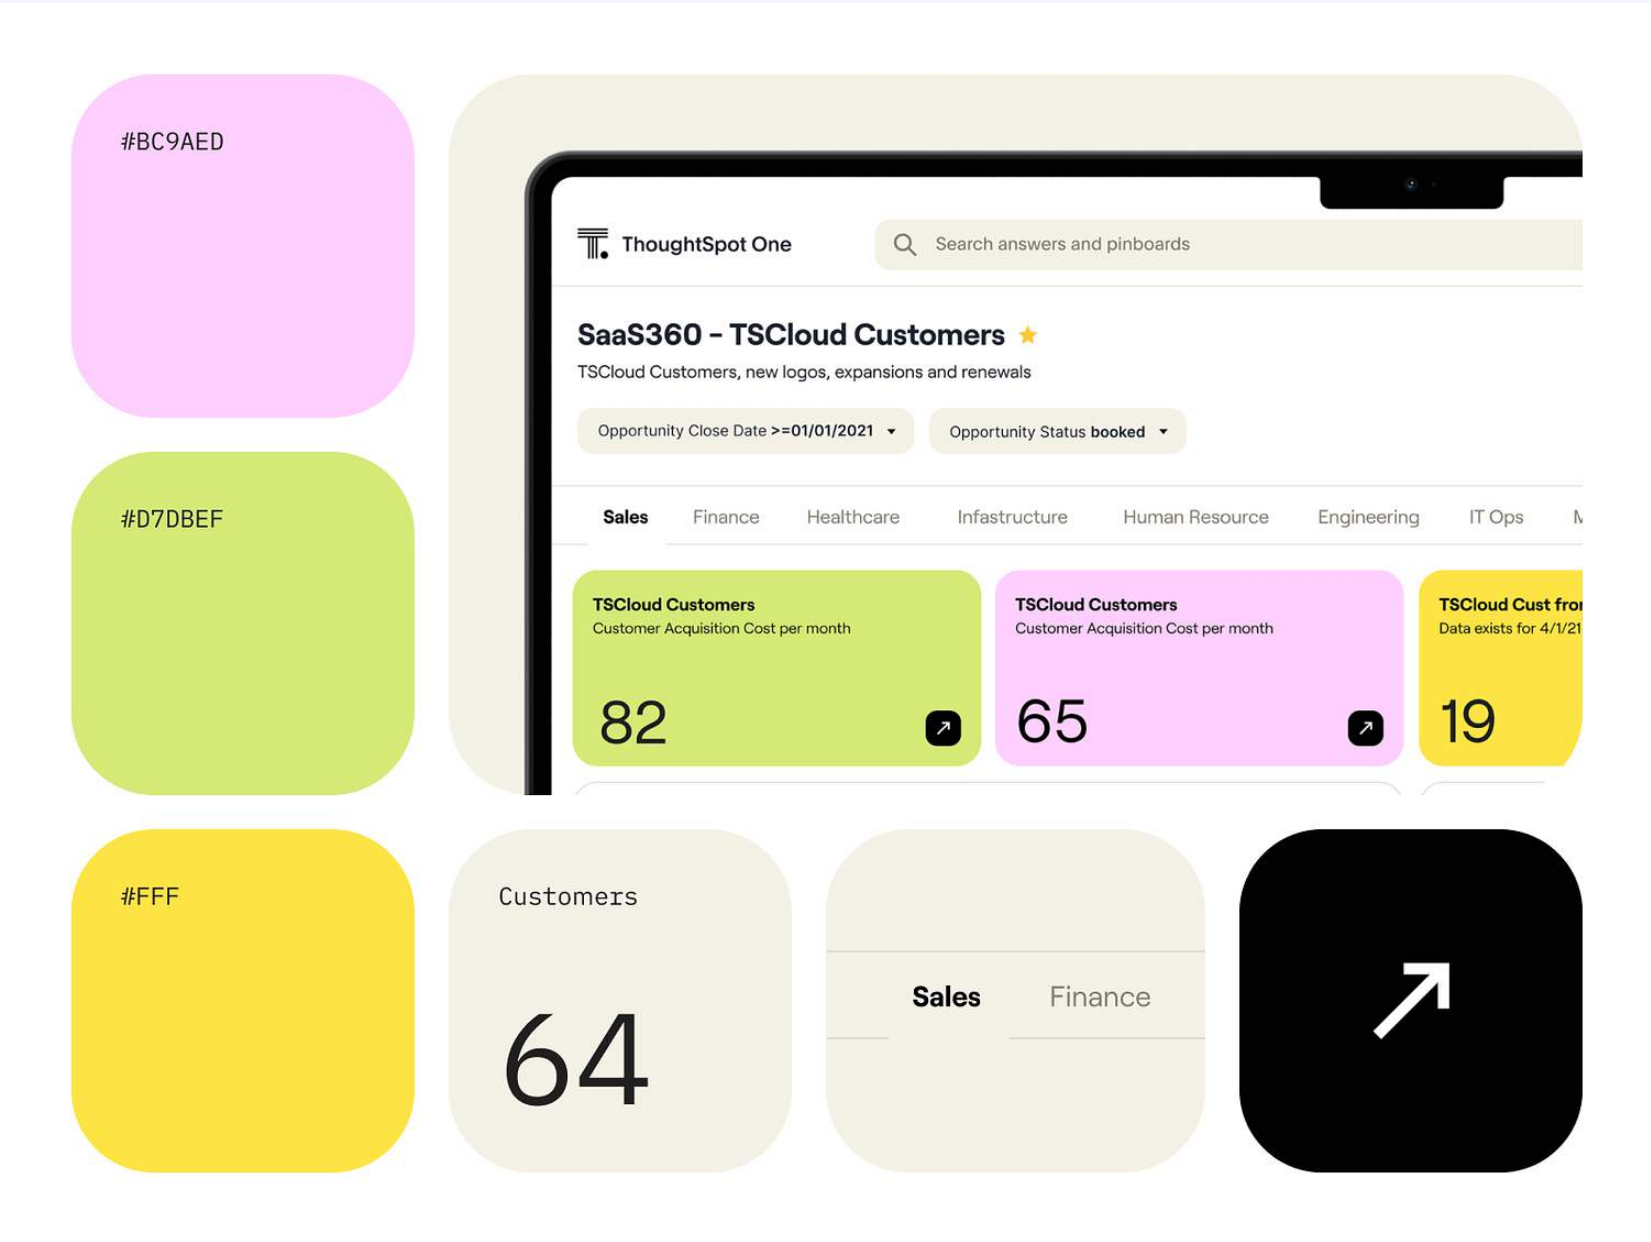 #BC9AED
#D7DBEF
#FFF
ThoughtSpot One
Search answers and pinboards
SaaS360 - TSCloud Customers
TSCloud Customers, new logos, expansions and renewals
Opportunity Close Date >=01/01/2021
Opportunity Status booked
Sales Finance Healthcare Infastructure Human Resource Engineering IT Ops
TSCloud Customers
Customer Acquisition Cost per month
82
TSCloud Customers
Customer Acquisition Cost per month
65
TSCloud Cust
Data exists for 4/1/21
19
Customers
64
Sales Finance